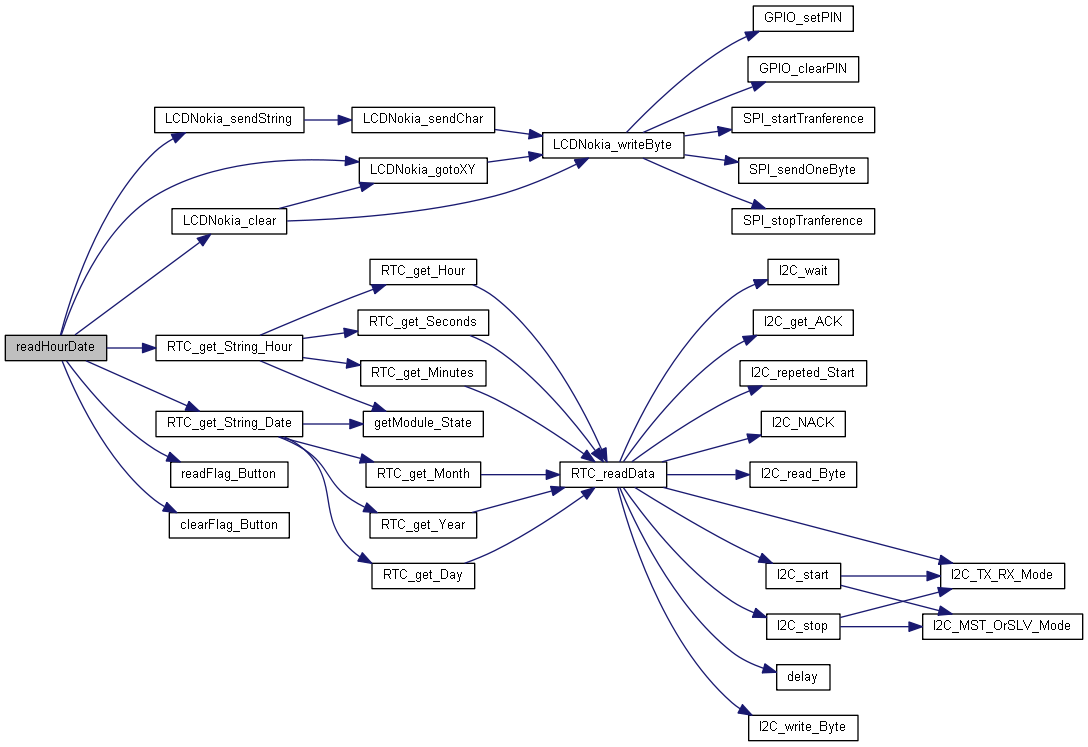 readHourDate
LCDNokia_sendString
LCDNokia_gotoXY
LCDNokia_clear
RTC_get_String_Hour
RTC_get_String_Date
readFlag_Button
clearFlag_Button
LCDNokia_sendChar
LCDNokia_writeByte
GPIO_setPIN
GPIO_clearPIN
SPI_startTranference
SPI_sendOneByte
SPI_stopTranference
RTC_get_Hour
RTC_get_Seconds
RTC_get_Minutes
getModule_State
RTC_get_Month
RTC_get_Year
RTC_get_Day
RTC_readData
I2C_wait
I2C_get_ACK
I2C_repeted_Start
I2C_NACK
I2C_read_Byte
I2C_start
I2C_stop
delay
I2C_write_Byte
I2C_TX_RX_Mode
I2C_MST_OrSLV_Mode